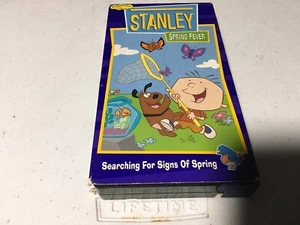 STANLEY
SPRING FEVER
Searching For Signs Of Spring
LIFETIME